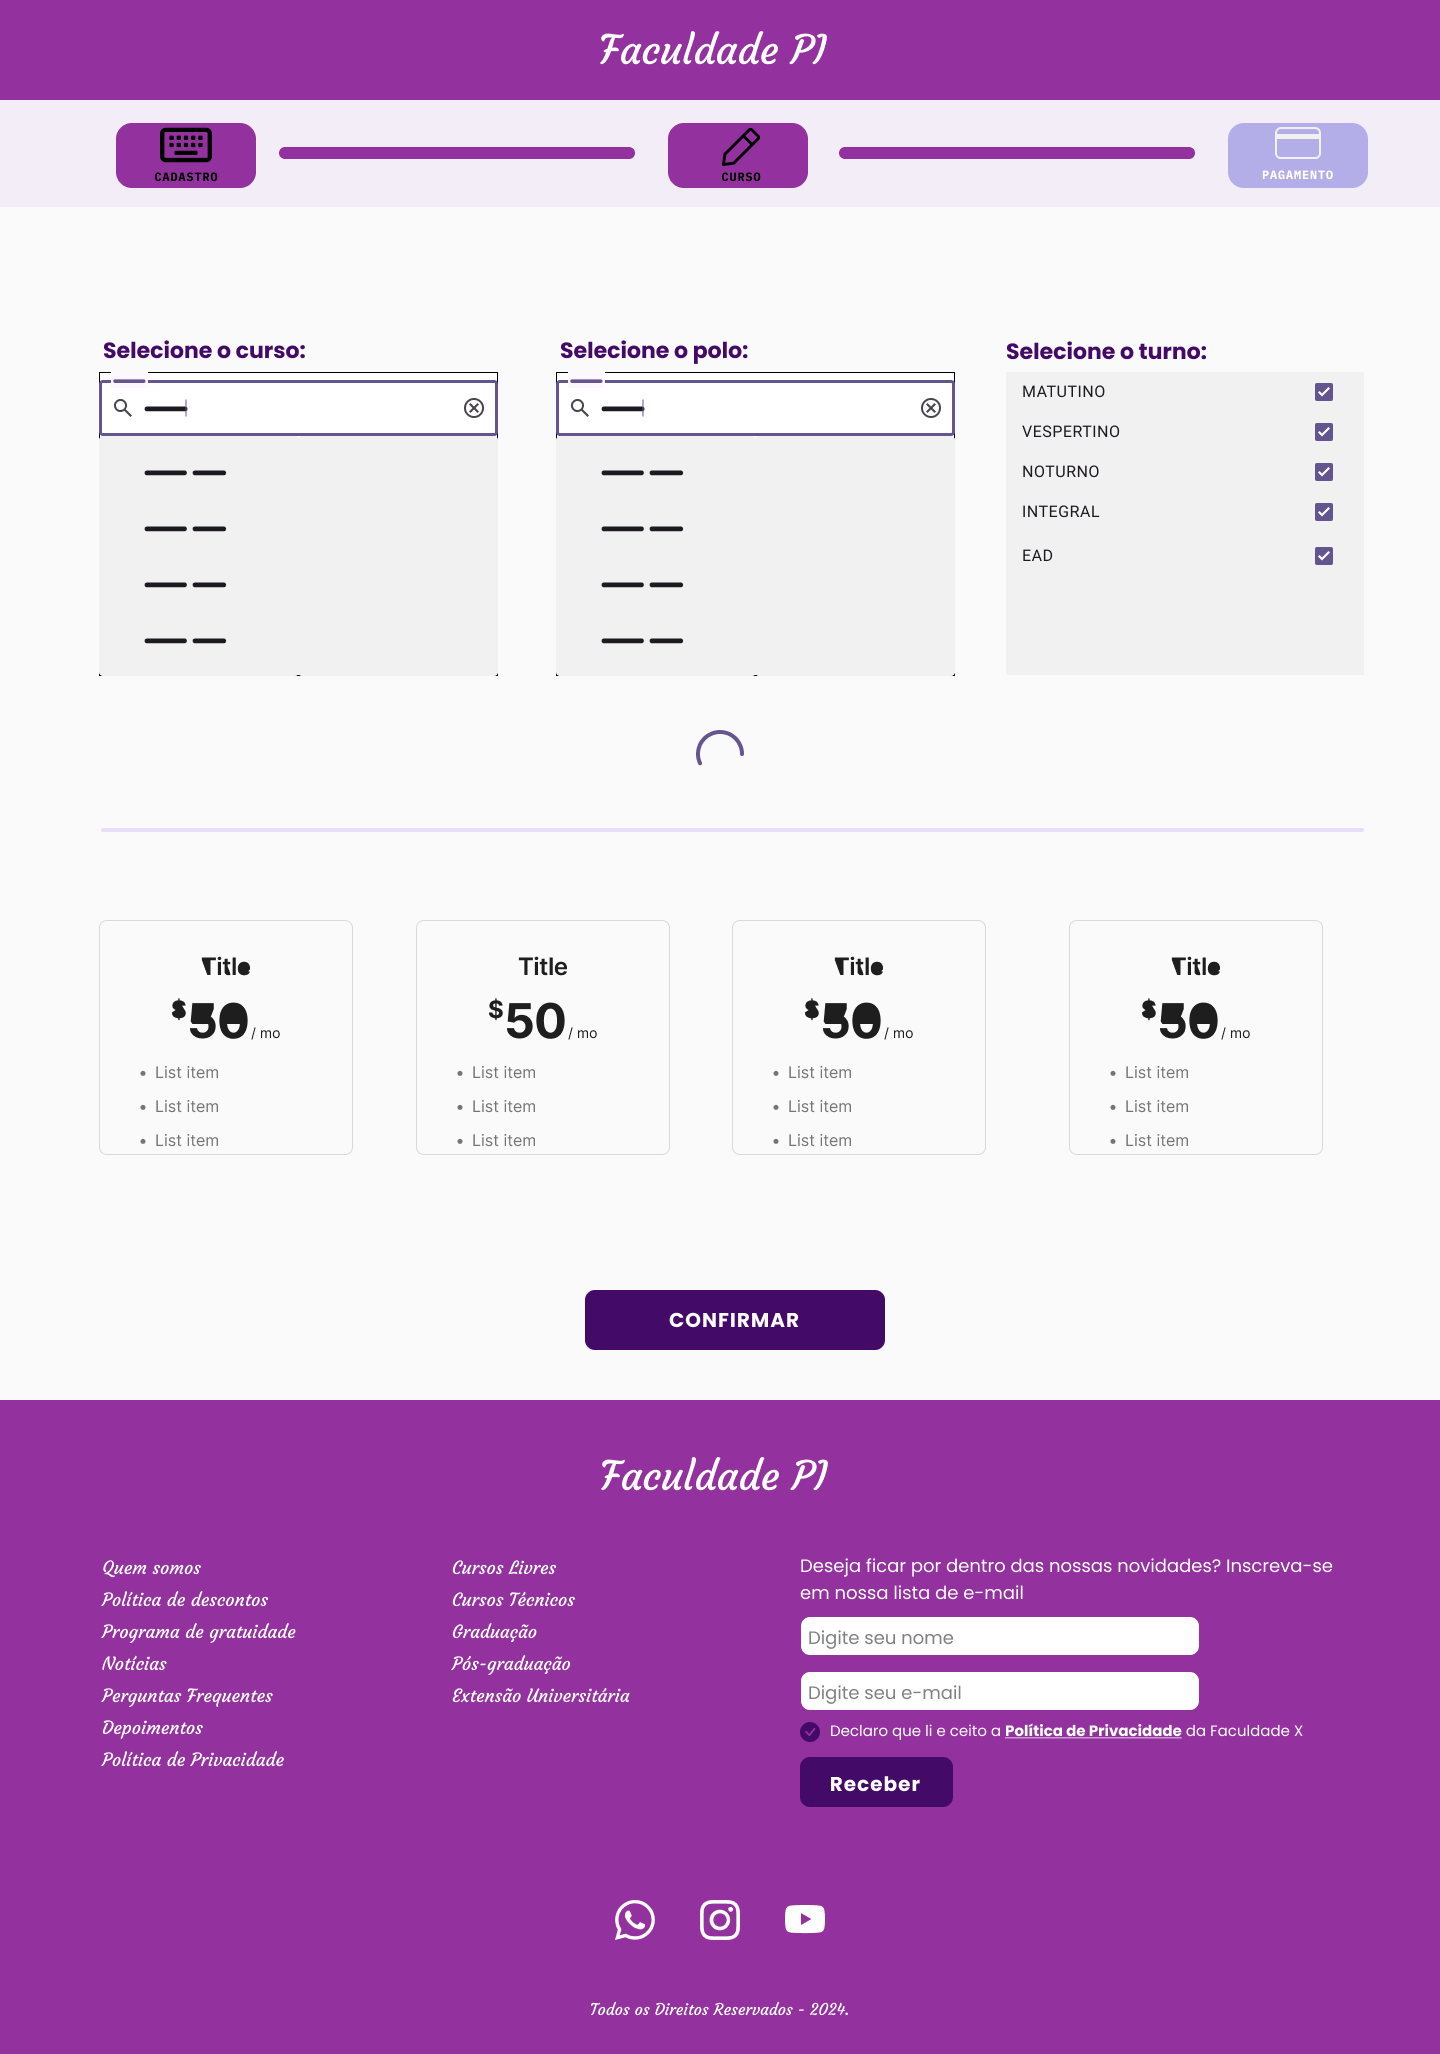 Faculdade PI
CADASTRO
CURSO
PAGAMENTO
Selecione o curso:
Selecione o polo:
Selecione o turno:
MATUTINO
VESPERTINO
NOTURNO
INTEGRAL
EAD
Title
$50 / mo
• List item
• List item
• List item
Title
$50 / mo
• List item
• List item
• List item
Title
$50 / mo
• List item
• List item
• List item
Title
$50 / mo
• List item
• List item
• List item
CONFIRMAR
Faculdade PI
Quem somos
Política de descontos
Programa de gratuidade
Notícias
Perguntas Frequentes
Depoimentos
Política de Privacidade
Cursos Livres
Cursos Técnicos
Graduação
Pós-graduação
Extensão Universitária
Deseja ficar por dentro das nossas novidades? Inscreva-se
em nossa lista de e-mail
Digite seu nome
Digite seu e-mail
Declaro que li e ceito a Política de Privacidade da Faculdade X
Receber
Todos os Direitos Reservados - 2024.